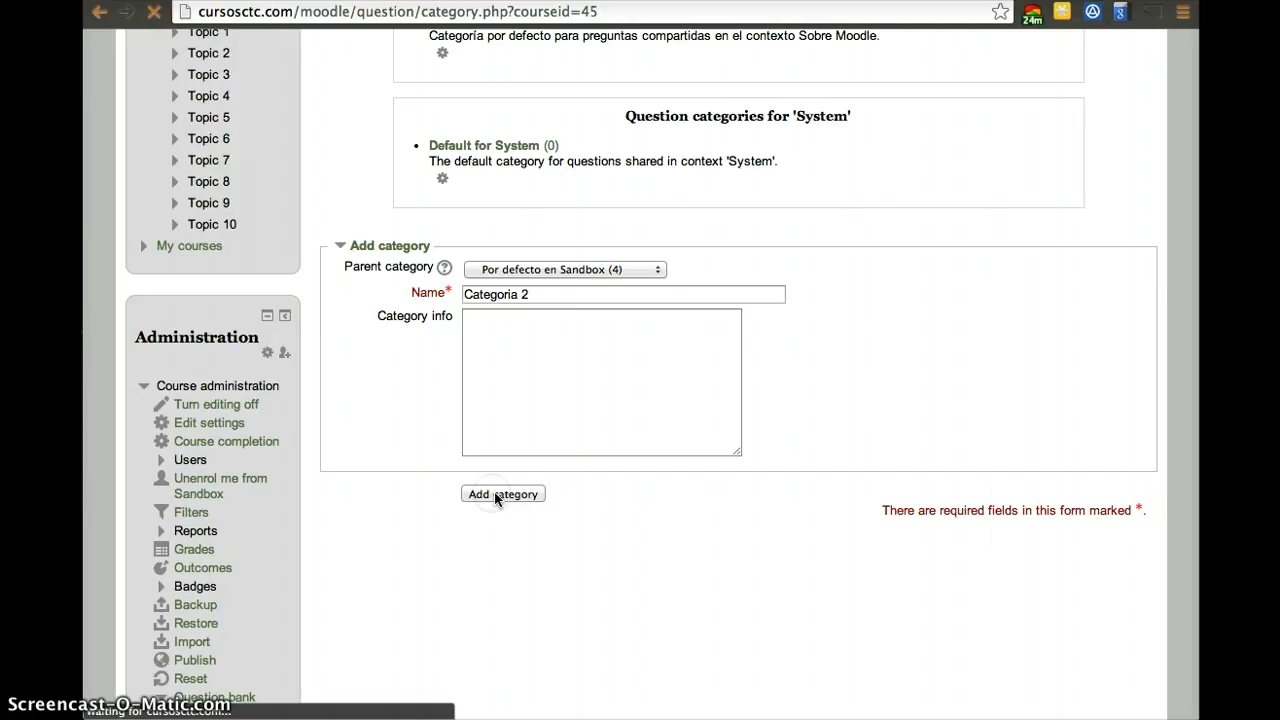 cursosctc.com/moodle/question/category.php?courseid=45
24m
Topic 1
Topic 2
Topic 3
Topic 4
Topic 5
Topic 6
Topic 7
Topic 8
Topic 9
Topic 10
My courses
Categoría por defecto para preguntas compartidas en el contexto Sobre Moodle.
Question categories for 'System'
• Default for System (0)
The default category for questions shared in context 'System'.
Add category
Parent category
Por defecto en Sandbox (4)
Name*
Categoria 2
Category info
Add category
There are required fields in this form marked *.
Administration
Course administration
Turn editing off
Edit settings
Course completion
Users
Unenrol me from
Sandbox
Filters
Reports
Grades
Outcomes
Badges
Backup
Restore
Import
Publish
Reset
Question bank
Screencast-O-Matic.com
Waiting for cursosctc.com...